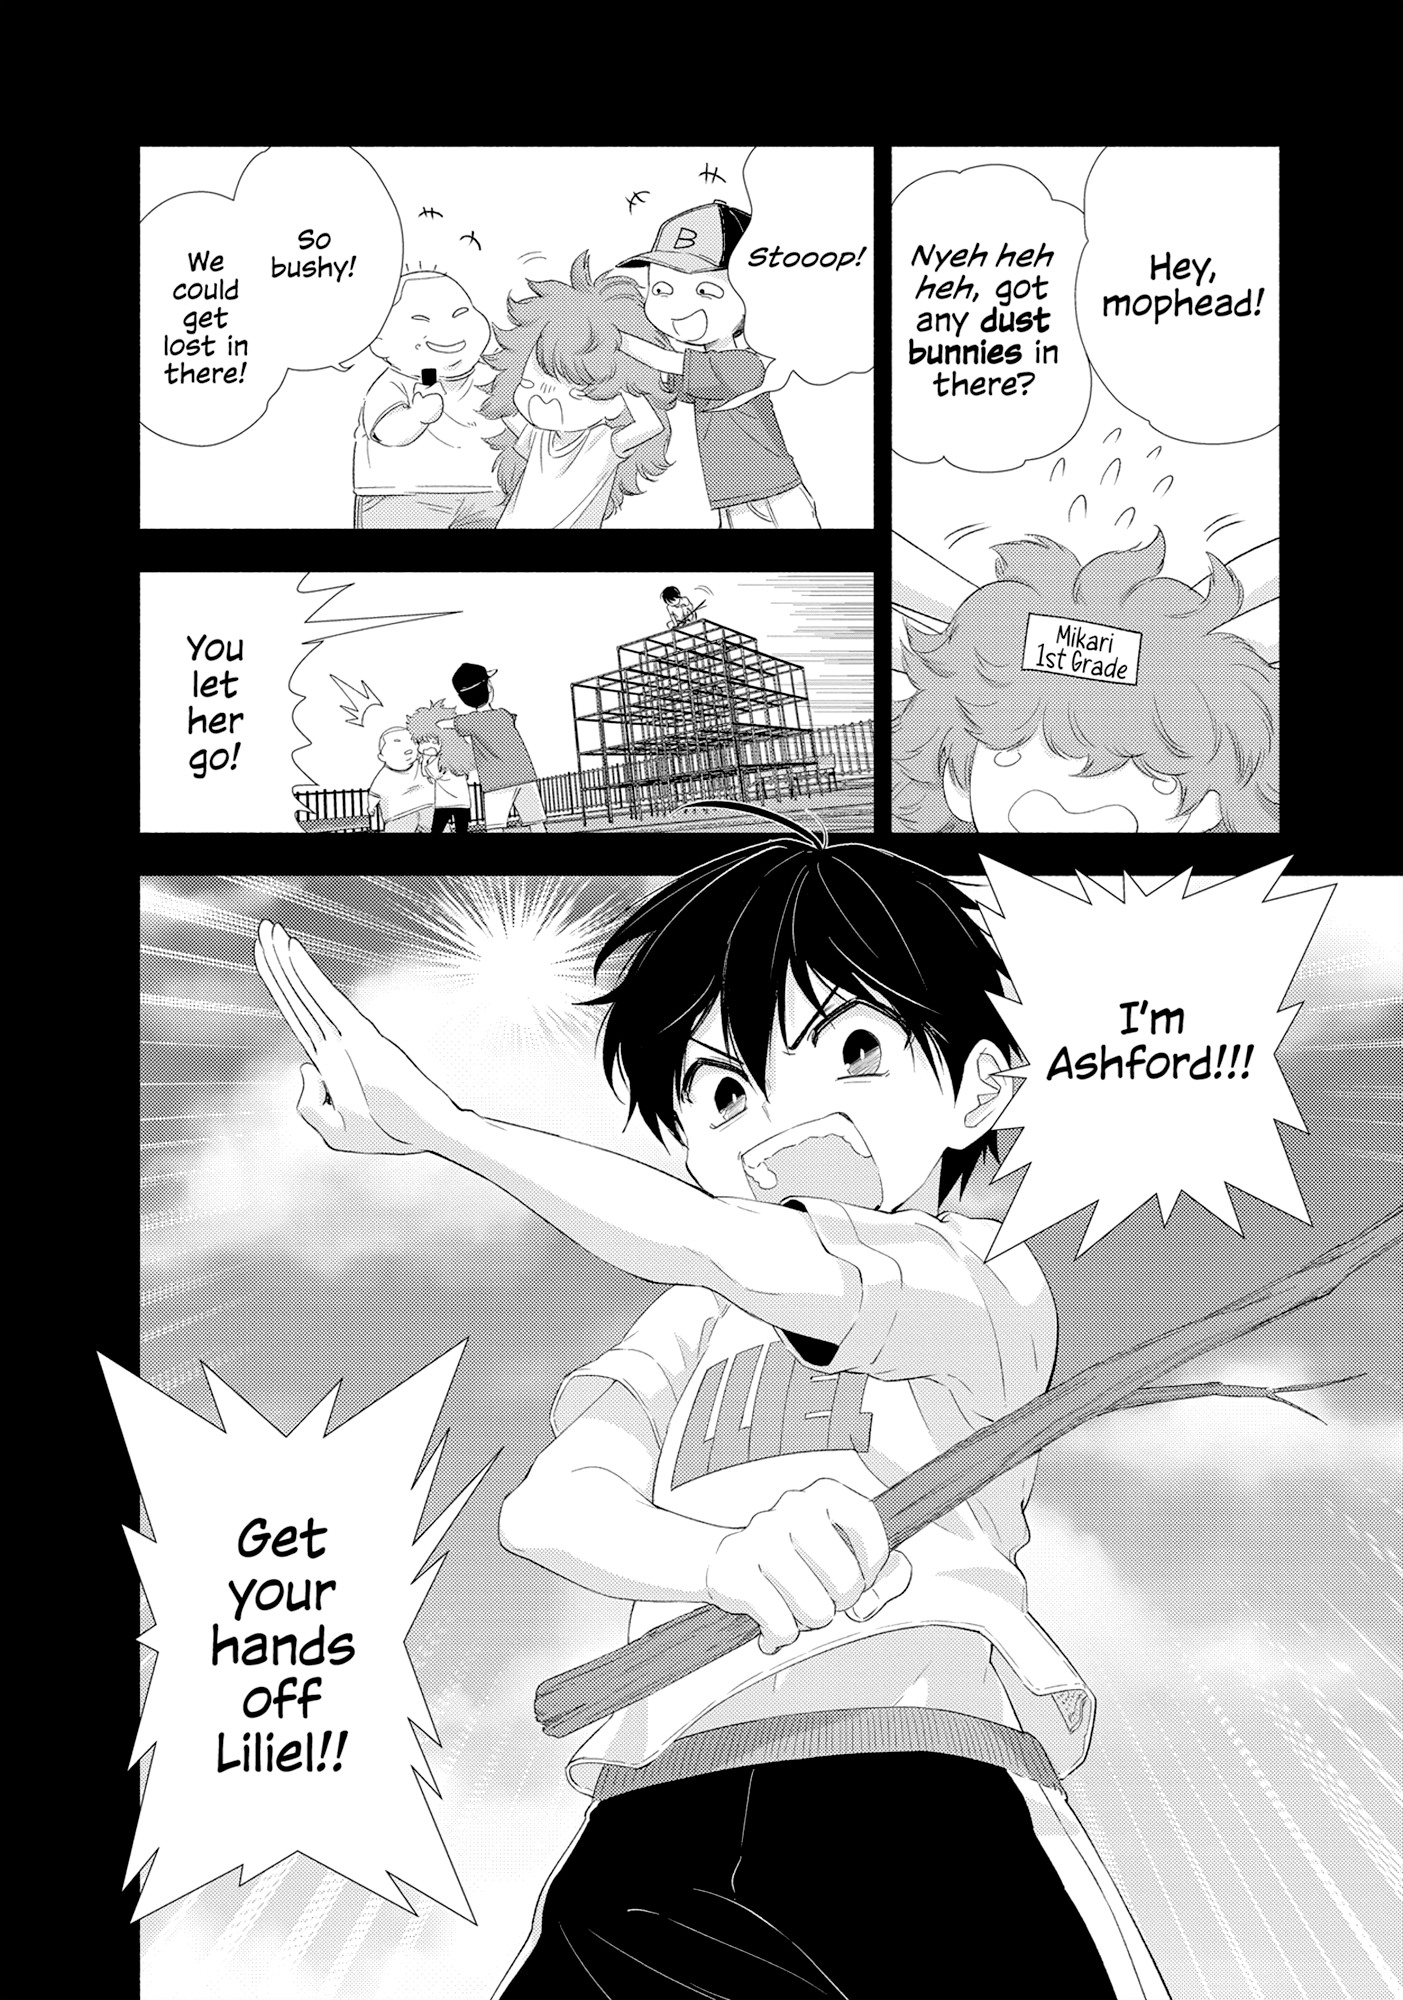 Hey,
mophead!
Nyeh heh
heh, got
any dust
bunnies in
there?
Mikari
1st Grade
Stooop!
B
So
bushy!
We
could
get
lost in
there!
You
let
her
go!
I'm
Ashford!!!
Get
your
hands
off
Liliel!!